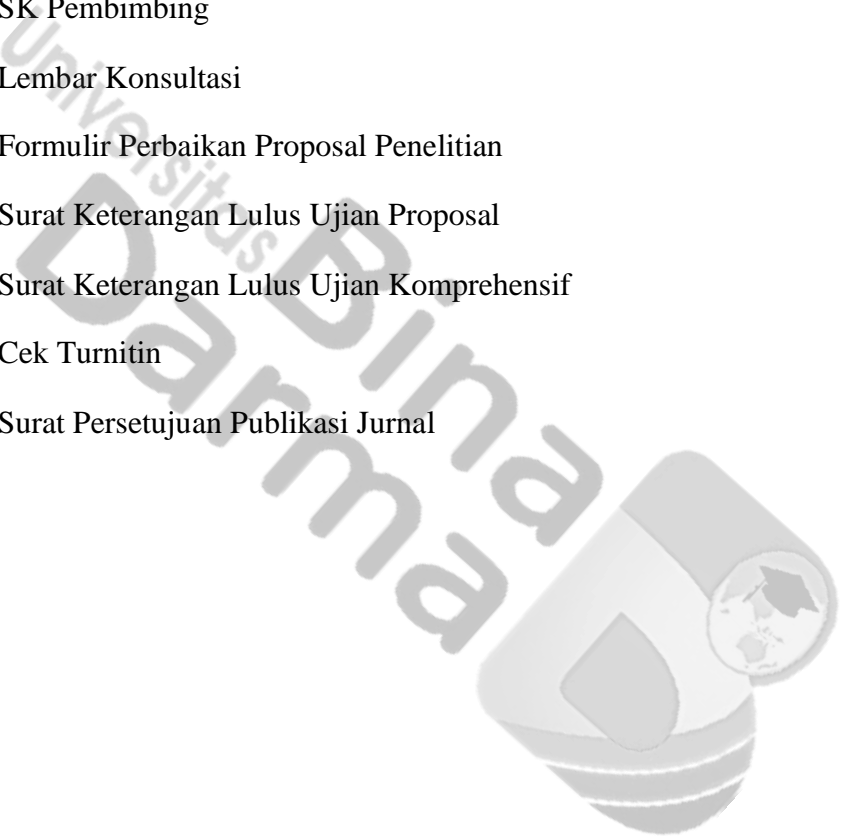 SK Pembimbing
Lembar Konsultasi
Formulir Perbaikan Proposal Penelitian
Surat Keterangan Lulus Ujian Proposal
Surat Keterangan Lulus Ujian Komprehensif
Cek Turnitin
Surat Persetujuan Publikasi Jurnal
Universitas
Bina
Darma